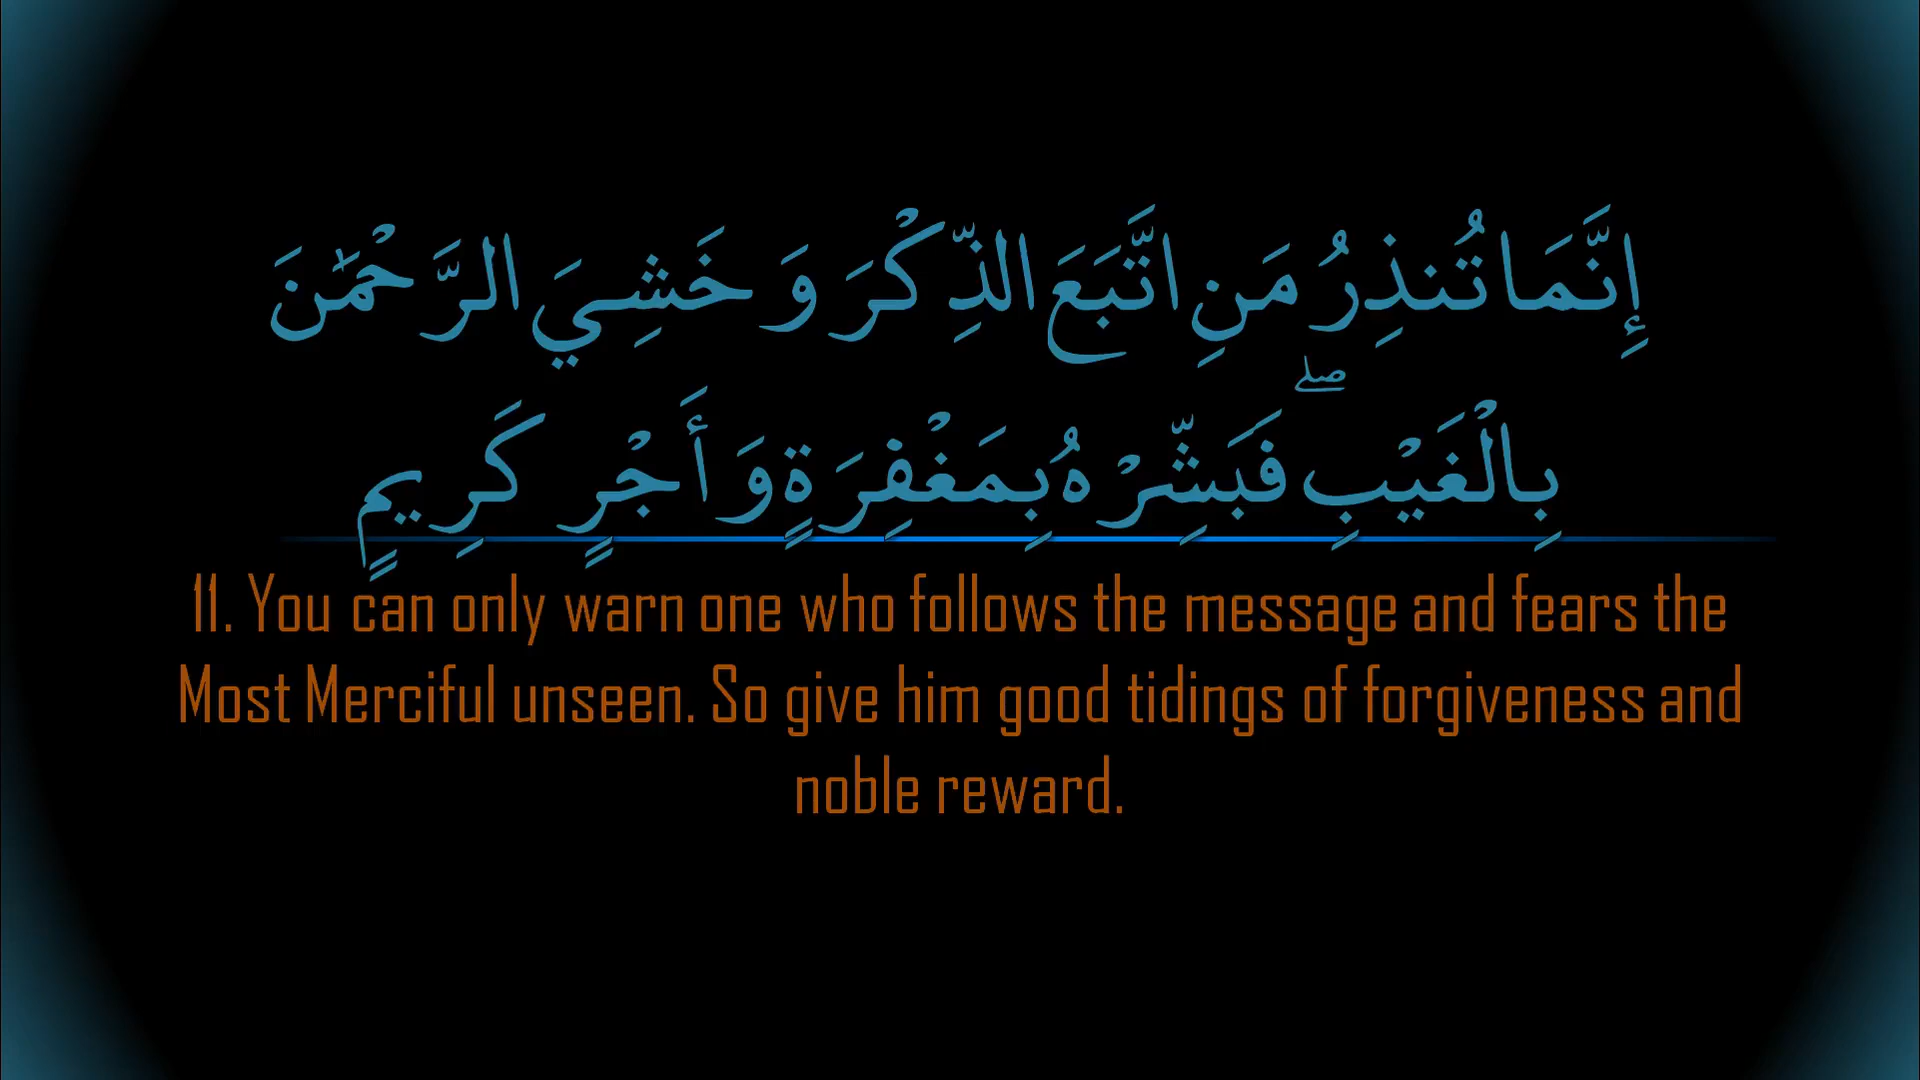 إِنَّمَا تُنذِرُ مَنِ اتَّبَعَ الذِّكْرَ وَ خَشِيَ الرَّحْمَٰنَ
بِالْغَيْبِ ۖ فَبَشِّرْهُ بِمَغْفِرَةٍ وَ أَجْرٍ كَرِيمٍ
11. You can only warn one who follows the message and fears the
Most Merciful unseen. So give him good tidings of forgiveness and
noble reward.